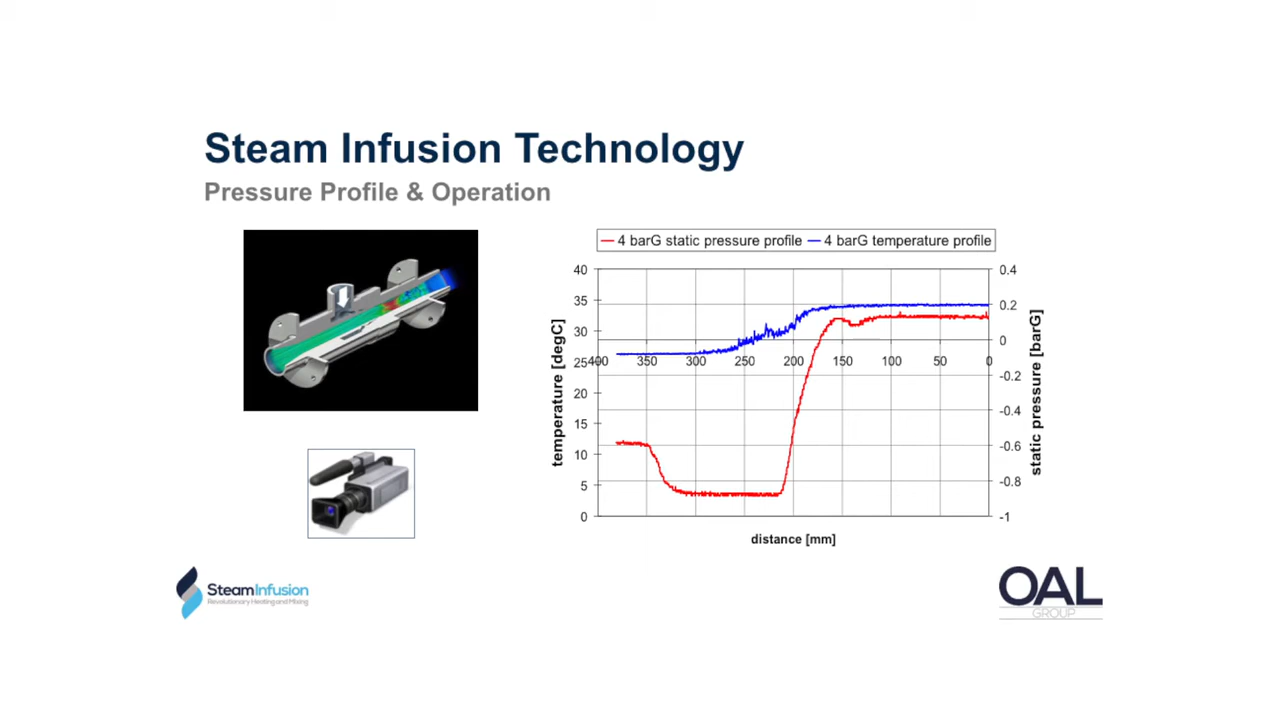 Steam Infusion Technology
Pressure Profile & Operation
4 barG static pressure profile 4 barG temperature profile
40
35
30
25
20
15
10
5
0
temperature [degC]
0.4
0.2
0
-0.2
-0.4
-0.6
-0.8
-1
static pressure [barG]
400 350 300 250 200 150 100 50 0
distance [mm]
SteamInfusion
Revolutionary Heating and Mixing
OAL
GROUP